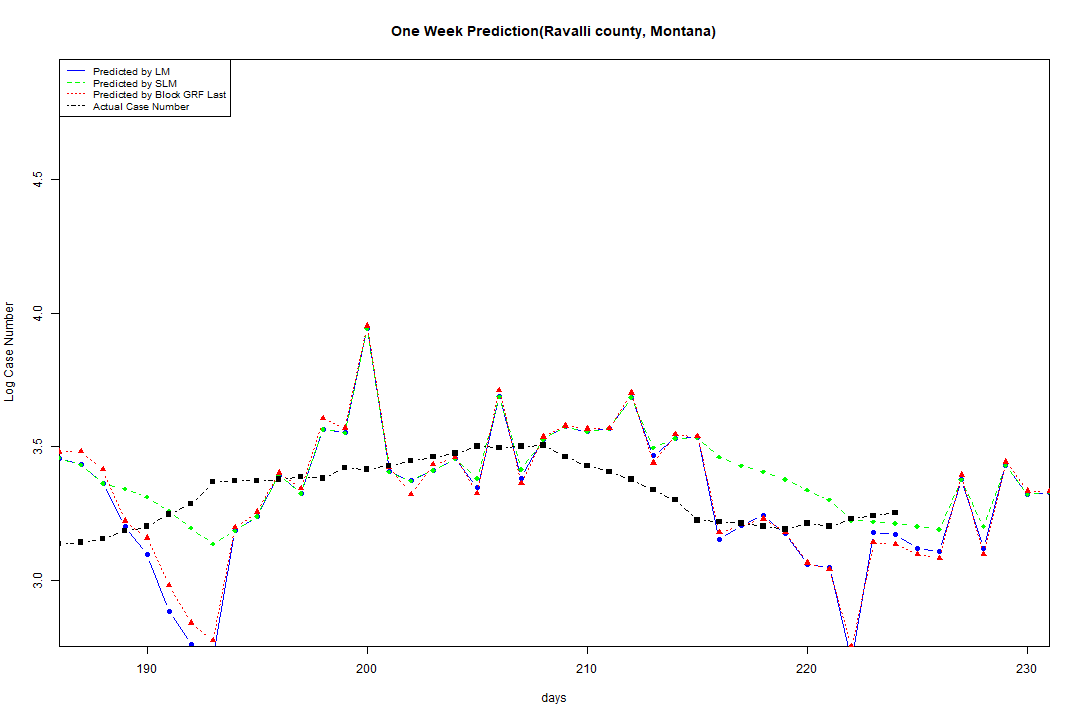 One Week Prediction(Ravalli county, Montana)
Predicted by LM
Predicted by SLM
Predicted by Block GRF Last
Actual Case Number
4.5
4.0
3.5
3.0
Log Case Number
190 200 210 220 230
days